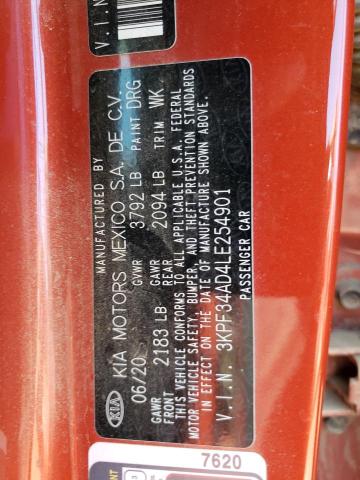 V.I.N.
MANUFACTURED BY
KIA KIA MOTORS MEXICO S.A. DE C.V.
06/20 GVWR 3792 LB PAINT DRG
GAWR FRONT 2183 LB GAWR REAR 2094 LB TRIM WK
THIS VEHICLE CONFORMS TO ALL APPLICABLE U.S.A. FEDERAL
MOTOR VEHICLE SAFETY, BUMPER, AND THEFT PREVENTION STANDARDS
IN EFFECT ON THE DATE OF MANUFACTURE SHOWN ABOVE.
V.I.N. 3KPF34AD4LE254901
PASSENGER CAR
7620